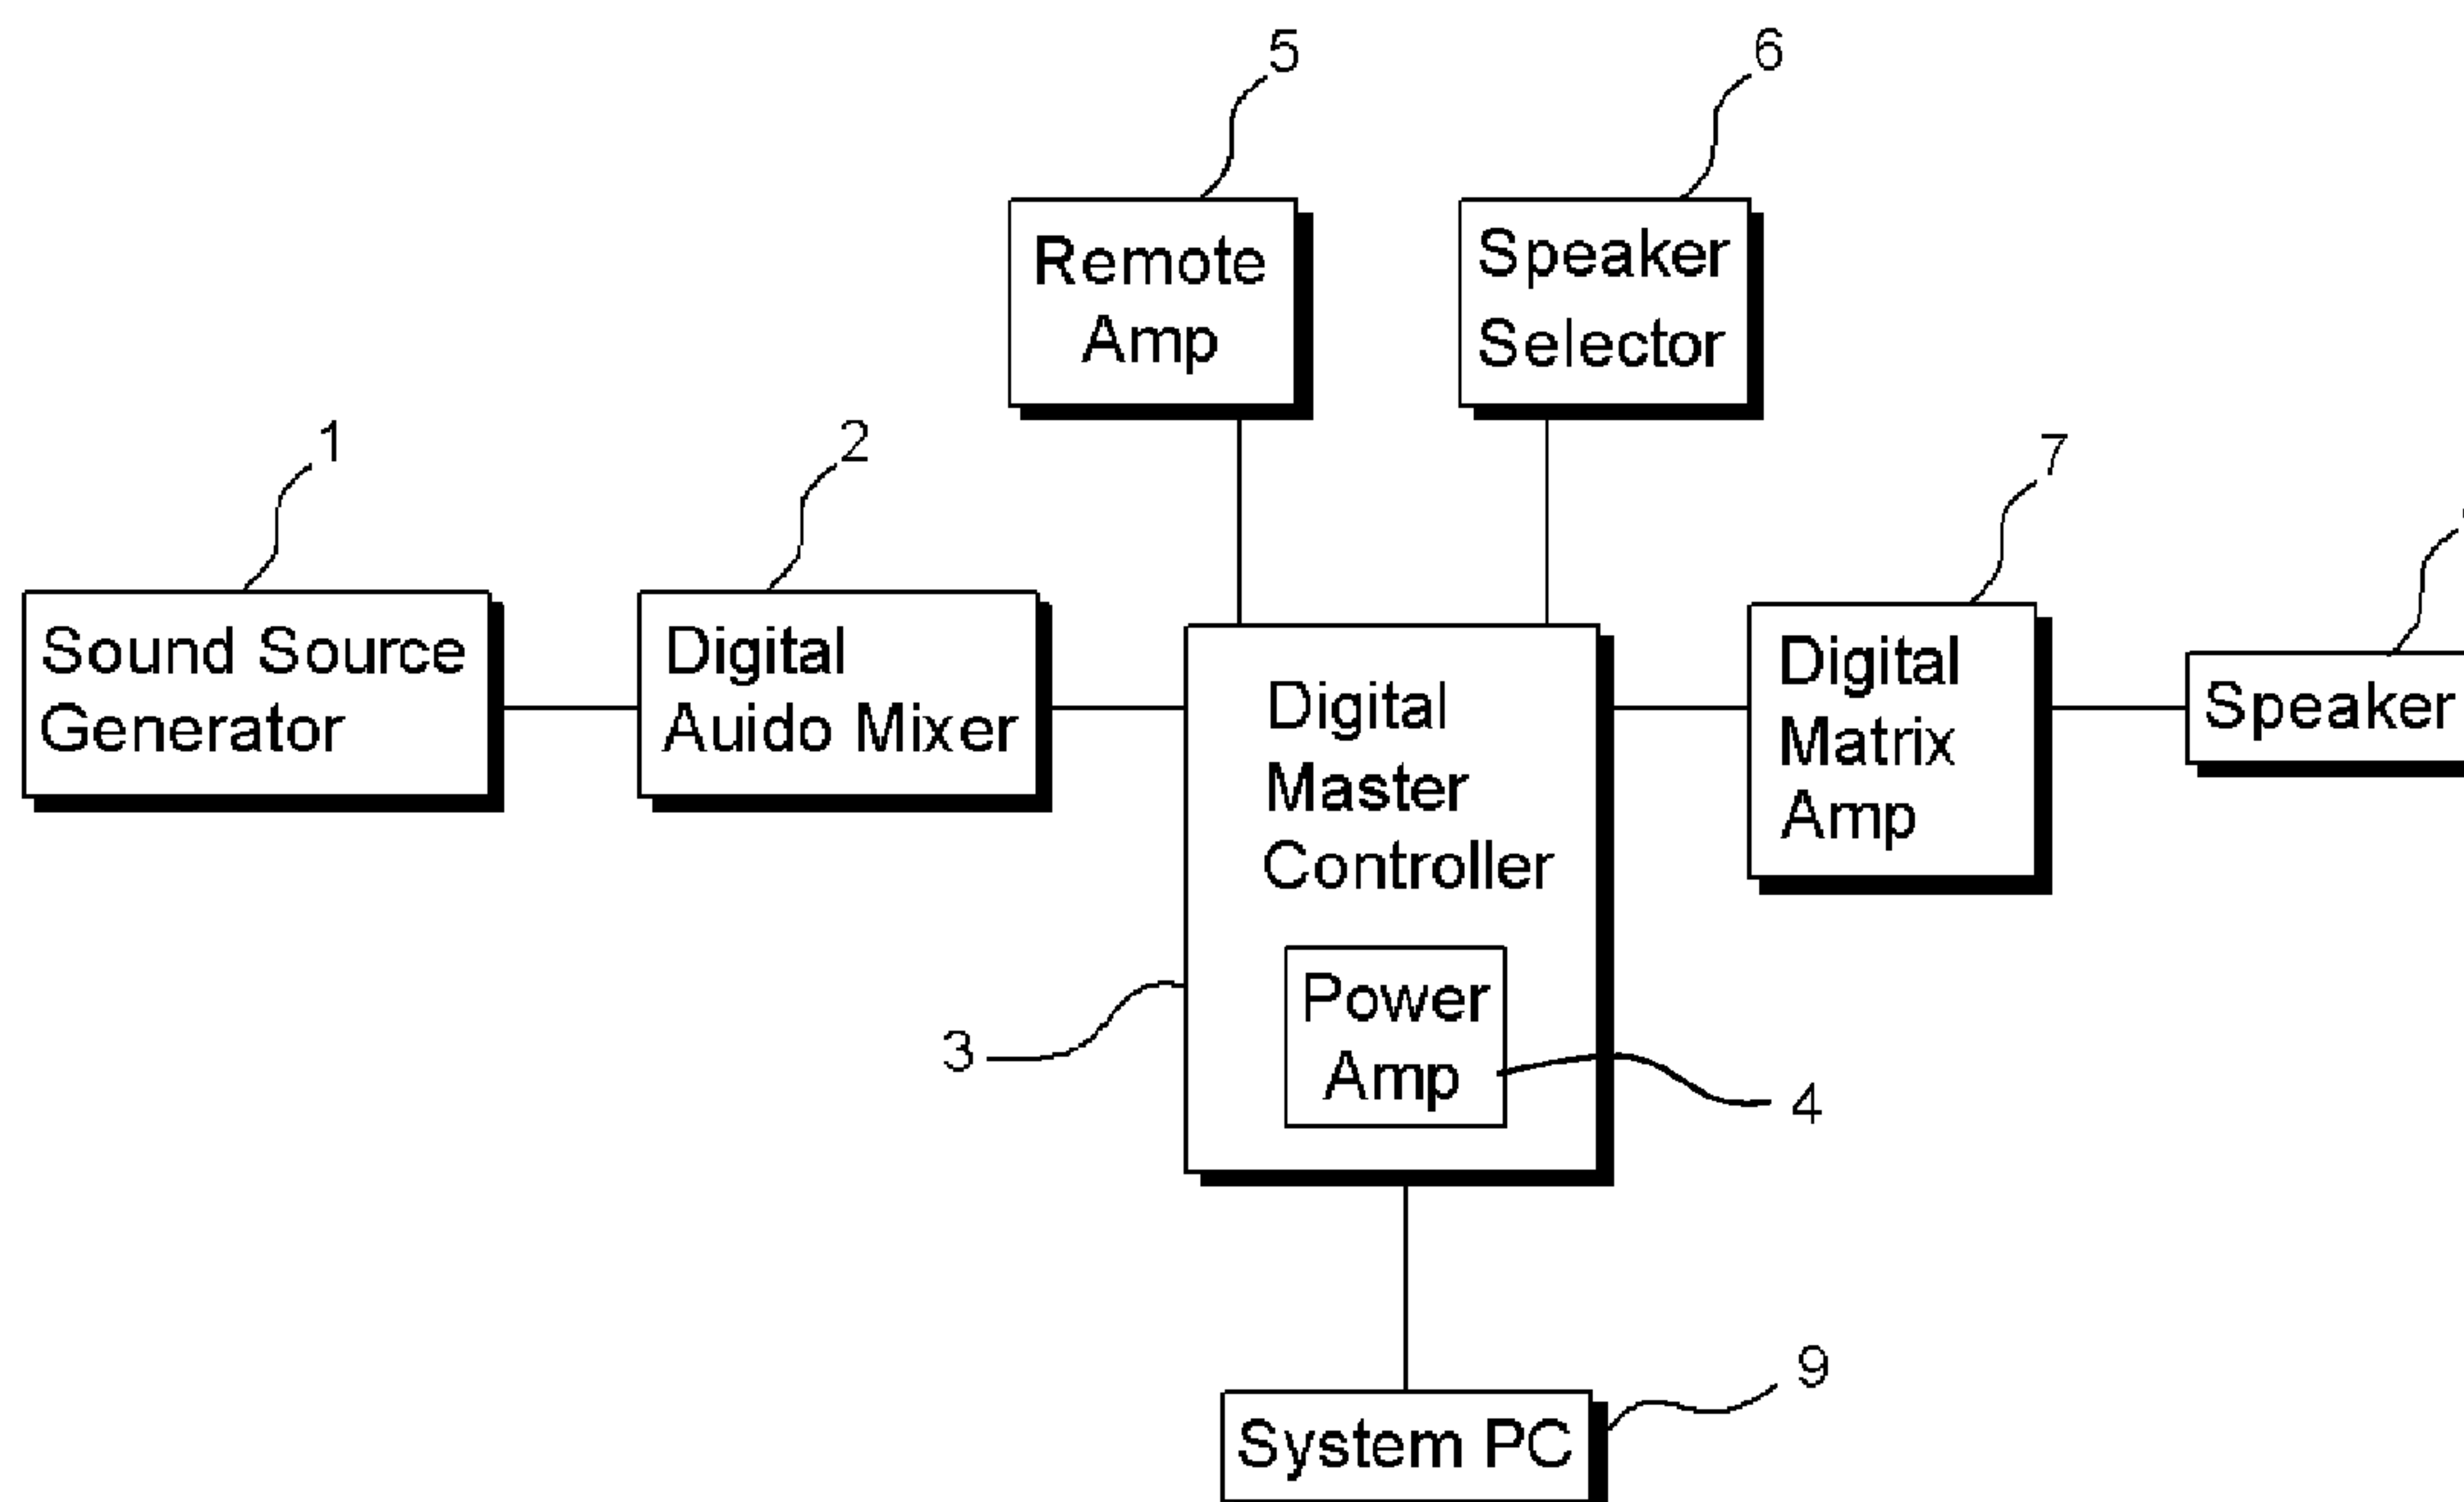 5
6
Remote
Amp
Speaker
Selector
1
2
7
Sound Source
Generator
Digital
Auido Mixer
Digital
Master
Controller
Digital
Matrix
Amp
Speaker
Power
Amp
3
4
9
System PC